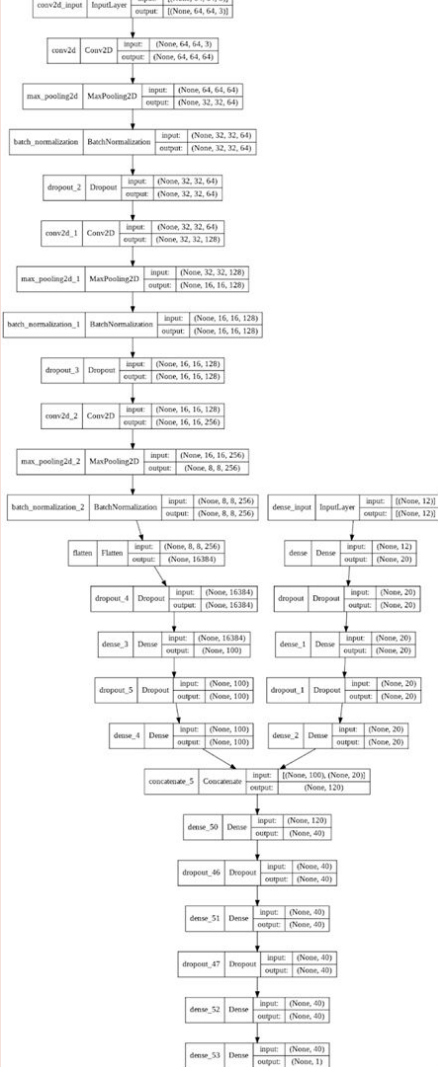 conv2d_input InputLayer
output: [(None, 64, 64, 3)]
conv2d Conv2D input: (None, 64, 64, 3)
output: (None, 64, 64, 64)
max_pooling2d MaxPooling2D input: (None, 64, 64, 64)
output: (None, 32, 32, 64)
batch_normalization BatchNormalization input: (None, 32, 32, 64)
output: (None, 32, 32, 64)
dropout_2 Dropout input: (None, 32, 32, 64)
output: (None, 32, 32, 64)
conv2d_1 Conv2D input: (None, 32, 32, 64)
output: (None, 32, 32, 128)
max_pooling2d_1 MaxPooling2D input: (None, 32, 32, 128)
output: (None, 16, 16, 128)
batch_normalization_1 BatchNormalization input: (None, 16, 16, 128)
output: (None, 16, 16, 128)
dropout_3 Dropout input: (None, 16, 16, 128)
output: (None, 16, 16, 128)
conv2d_2 Conv2D input: (None, 16, 16, 128)
output: (None, 16, 16, 256)
max_pooling2d_2 MaxPooling2D input: (None, 16, 16, 256)
output: (None, 8, 8, 256)
batch_normalization_2 BatchNormalization input: (None, 8, 8, 256)
output: (None, 8, 8, 256)
dense_input InputLayer input: [(None, 12)]
output: [(None, 12)]
flatten Flatten input: (None, 8, 8, 256)
output: (None, 16384)
dense Dense input: (None, 12)
output: (None, 20)
dropout_4 Dropout input: (None, 16384)
output: (None, 16384)
dropout Dropout input: (None, 20)
output: (None, 20)
dense_3 Dense input: (None, 16384)
output: (None, 100)
dense_1 Dense input: (None, 20)
output: (None, 20)
dropout_5 Dropout input: (None, 100)
output: (None, 100)
dropout_1 Dropout input: (None, 20)
output: (None, 20)
dense_4 Dense input: (None, 100)
output: (None, 100)
dense_2 Dense input: (None, 20)
output: (None, 20)
concatenate_5 Concatenate input: [(None, 100), (None, 20)]
output: (None, 120)
dense_50 Dense input: (None, 120)
output: (None, 40)
dropout_46 Dropout input: (None, 40)
output: (None, 40)
dense_51 Dense input: (None, 40)
output: (None, 40)
dropout_47 Dropout input: (None, 40)
output: (None, 40)
dense_52 Dense input: (None, 40)
output: (None, 40)
dense_53 Dense input: (None, 40)
output: (None, 1)